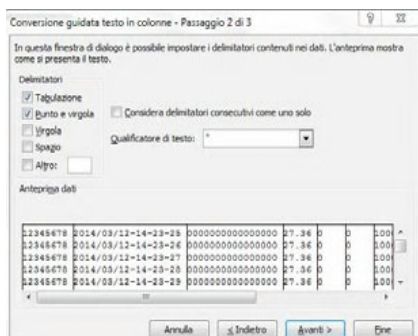 Conversione guidata testo in colonne - Passaggio 2 di 3
In questa finestra di dialogo è possibile impostare i delimitatori contenuti nei dati. L'anteprima mostra
come si presenta il testo.
Delimitatori
Tabulazione
Punto e virgola
Virgola
Spazio
Altro:
Considera delimitatori consecutivi come uno solo
Qualificatore di testo: "
Anteprima dati
12345678 2014/03/12-14-23-25 0000000000000000 27.36 0 0 100
12345678 2014/03/12-14-23-26 0000000000000000 27.36 0 0 100
12345678 2014/03/12-14-23-27 0000000000000000 27.36 0 0 100
12345678 2014/03/12-14-23-28 0000000000000000 27.36 0 0 100
12345678 2014/03/12-14-23-29 0000000000000000 27.36 0 0 100
Annulla < Indietro Avanti > Fine